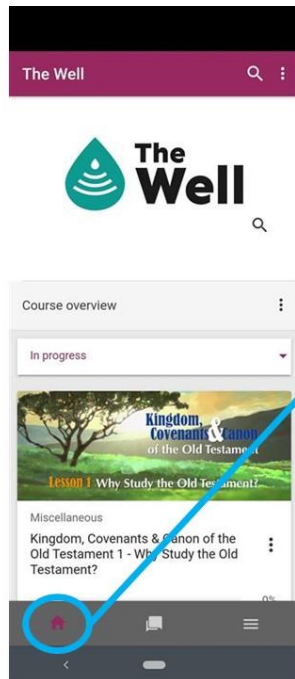 The Well
The
Well
Course overview
In progress
Kingdom,
Covenants & Canon
of the Old Testament
Lesson 1 Why Study the Old Testament?
Miscellaneous
Kingdom, Covenants & Canon of the
Old Testament 1 - Why Study the Old
Testament?
0%